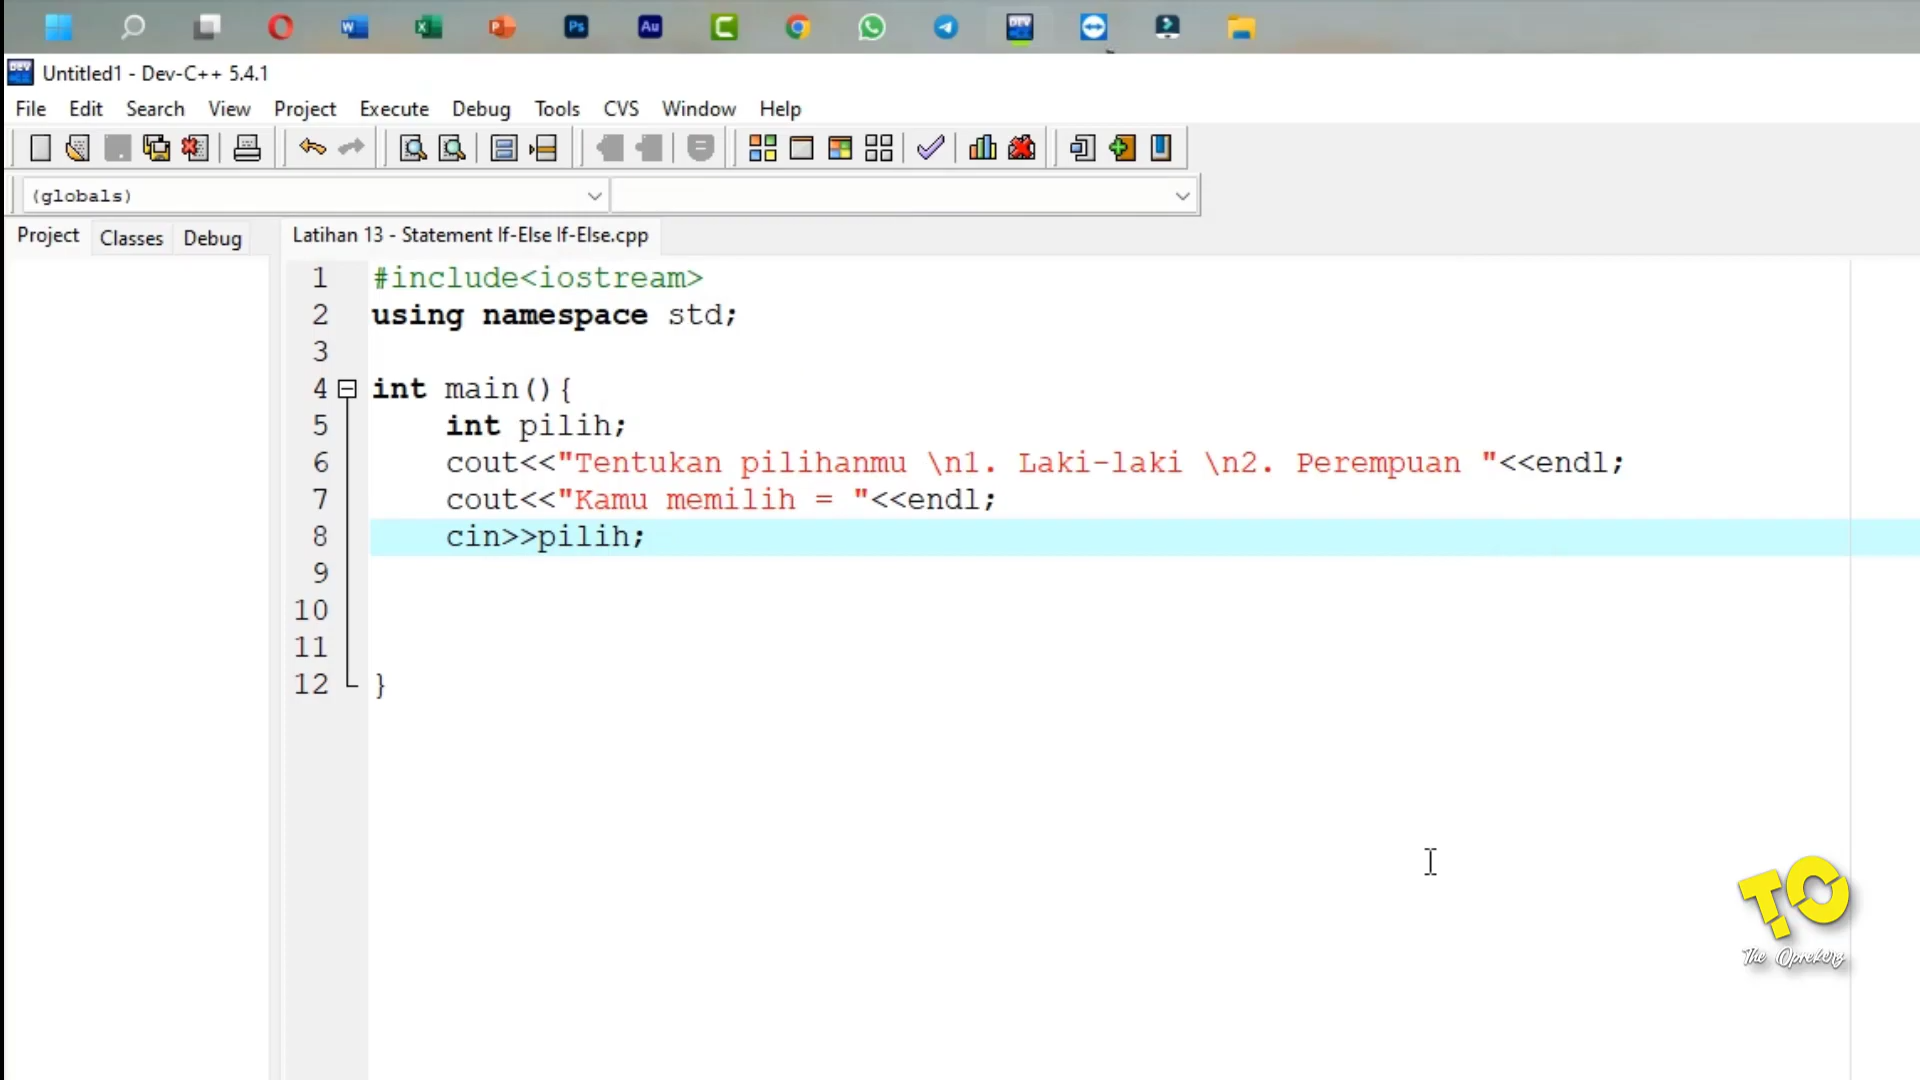 W X P Ps Au C DEV
Untitled1 - Dev-C++ 5.4.1
File Edit Search View Project Execute Debug Tools CVS Window Help
(globals)
Project Classes Debug Latihan 13 - Statement If-Else If-Else.cpp
1 #include<iostream>
2 using namespace std;
3
4 int main(){
5 int pilih;
6 cout<<"Tentukan pilihanmu \n1. Laki-laki \n2. Perempuan "<<endl;
7 cout<<"Kamu memilih = "<<endl;
8 cin>>pilih;
9
10
11
12 }
TO
The Oprekers